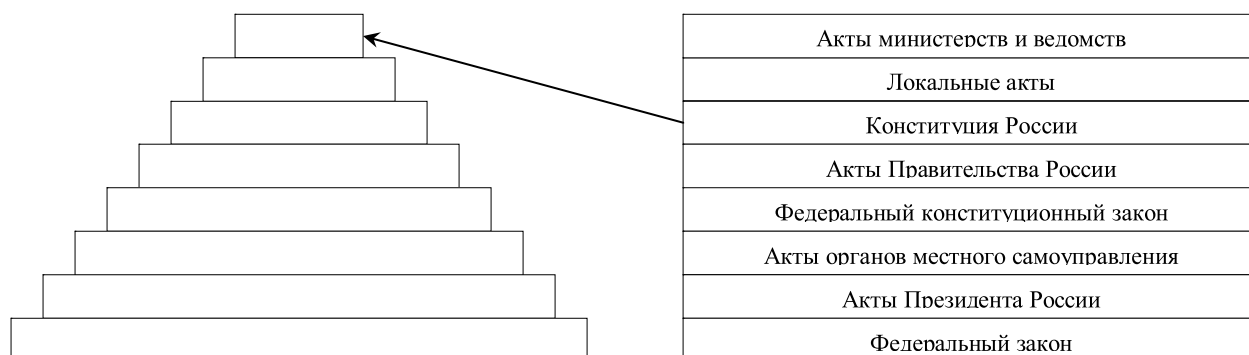 Акты министерств и ведомств
Локальные акты
Конституция России
Акты Правительства России
Федеральный конституционный закон
Акты органов местного самоуправления
Акты Президента России
Федеральный закон